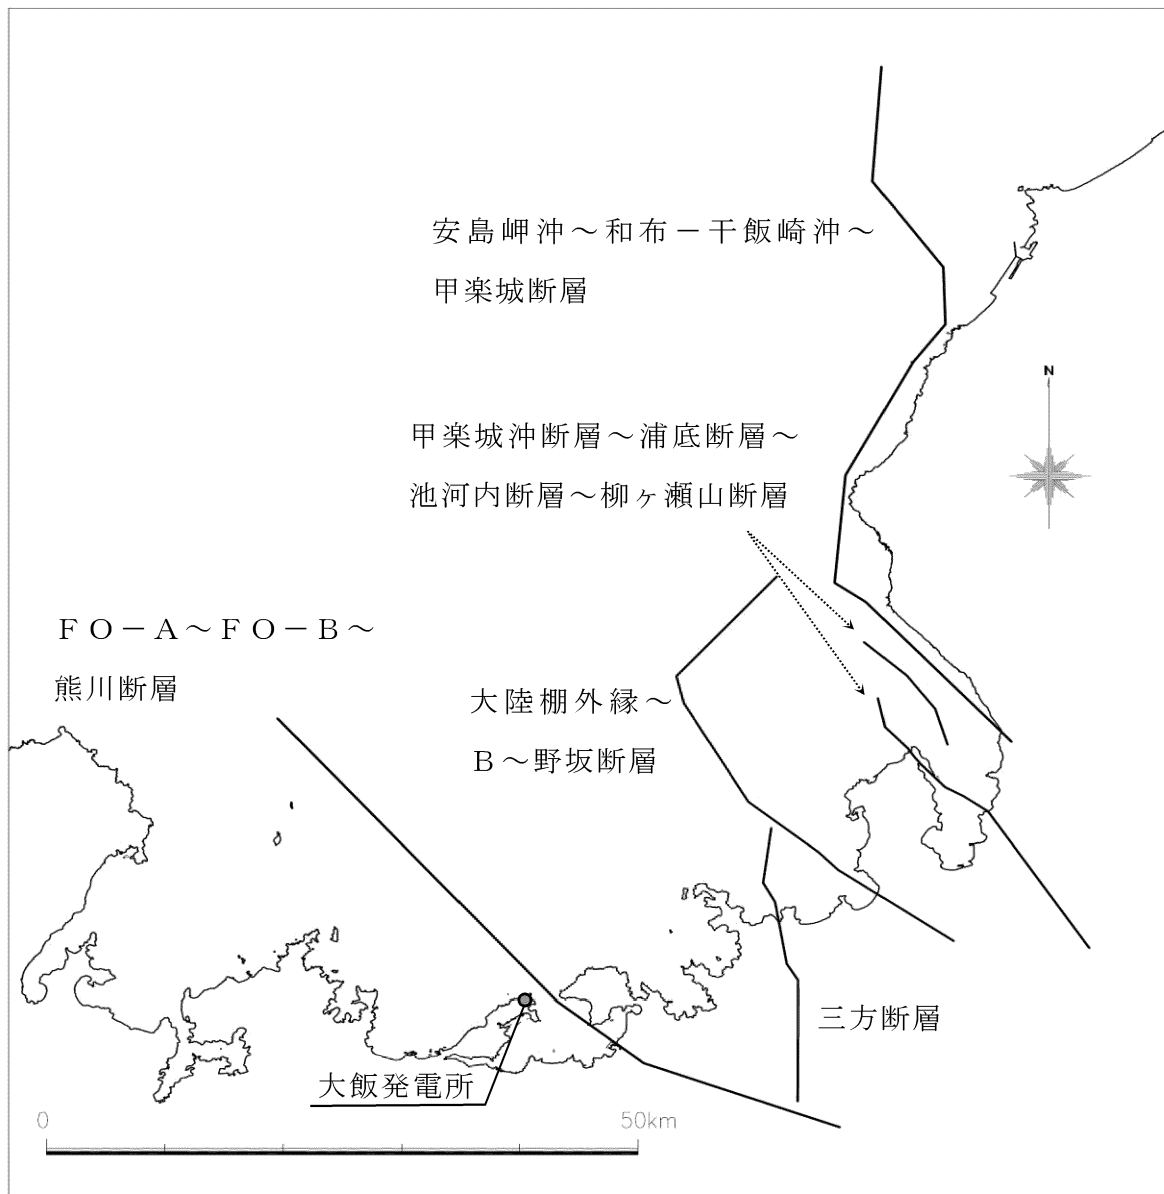 安島岬沖～和布－干飯崎沖～
甲楽城断層
N
甲楽城沖断層～浦底断層～
池河内断層～柳ヶ瀬山断層
ＦＯ－Ａ～ＦＯ－Ｂ～
熊川断層
大陸棚外縁～
Ｂ～野坂断層
三方断層
大飯発電所
0
50km